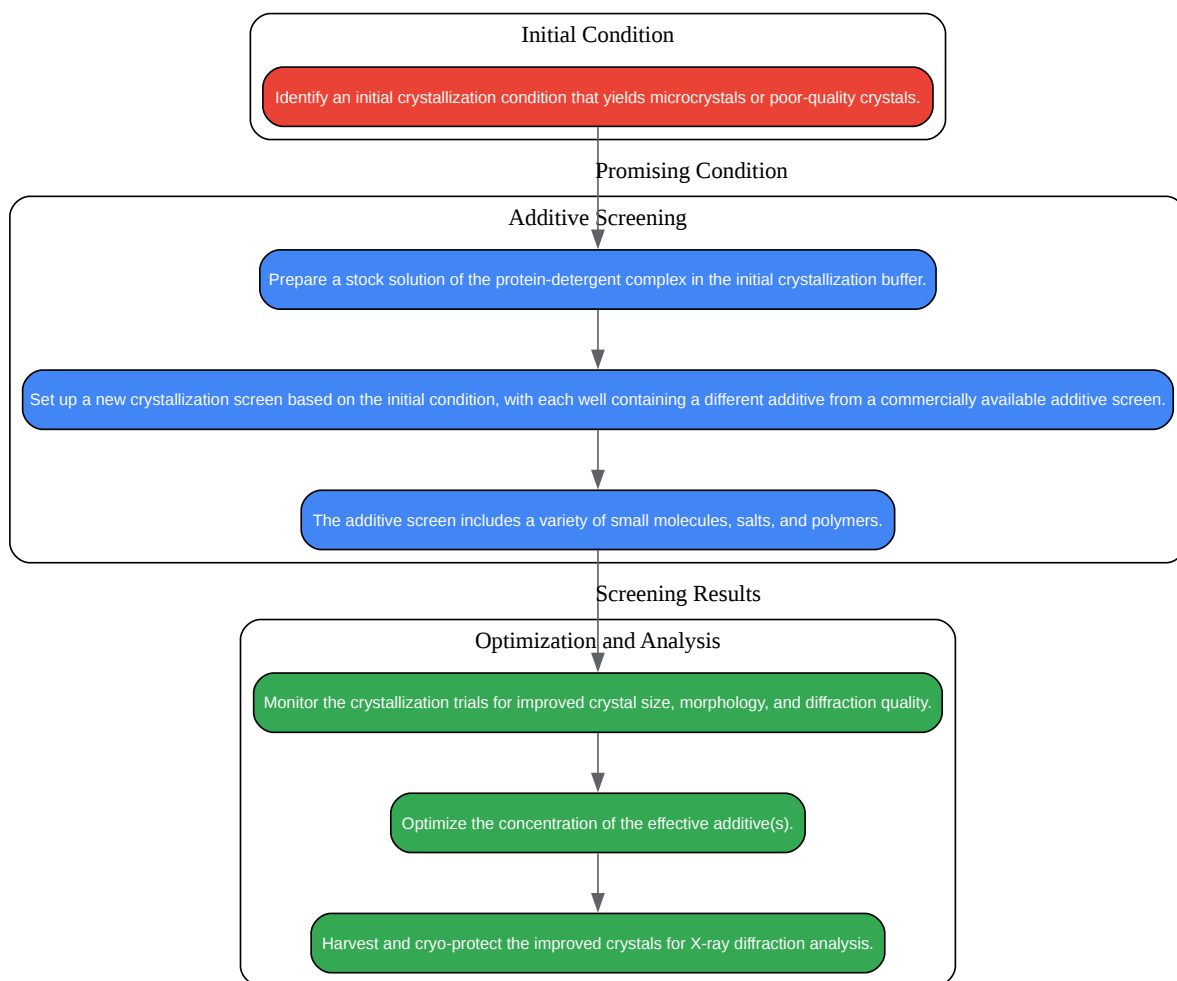 Initial Condition
Identify an initial crystallization condition that yields microcrystals or poor-quality crystals.
Promising Condition
Additive Screening
Prepare a stock solution of the protein-detergent complex in the initial crystallization buffer.
Set up a new crystallization screen based on the initial condition, with each well containing a different additive from a commercially available additive screen.
The additive screen includes a variety of small molecules, salts, and polymers.
Screening Results
Optimization and Analysis
Monitor the crystallization trials for improved crystal size, morphology, and diffraction quality.
Optimize the concentration of the effective additive(s).
Harvest and cryo-protect the improved crystals for X-ray diffraction analysis.